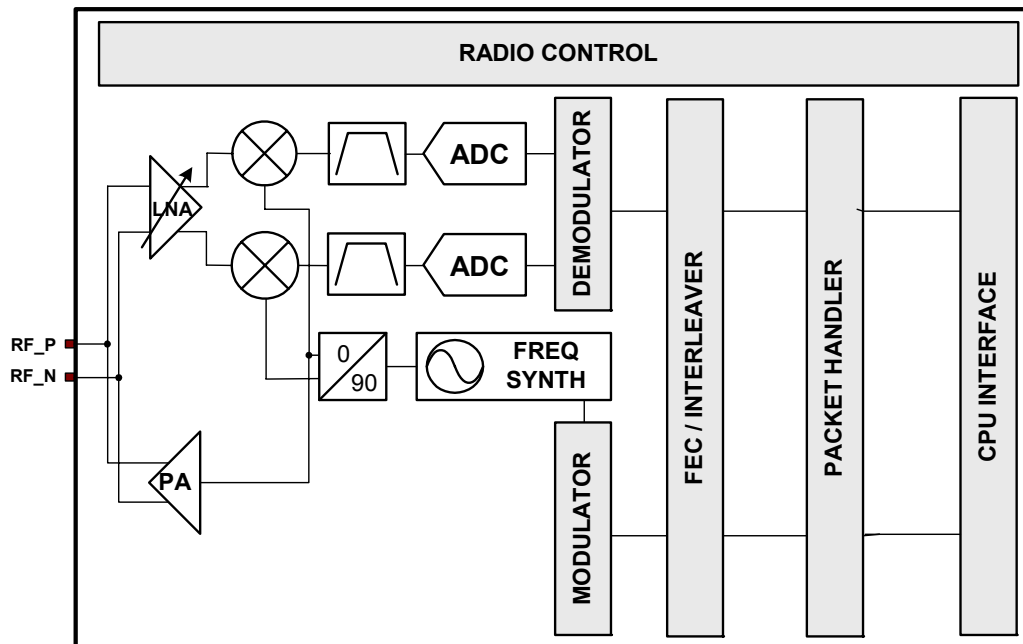 RADIO CONTROL
LNA
ADC
ADC
DEMODULATOR
FEC / INTERLEAVER
PACKET HANDLER
CPU INTERFACE
RF_P
RF_N
0
90
FREQ
SYNTH
PA
MODULATOR